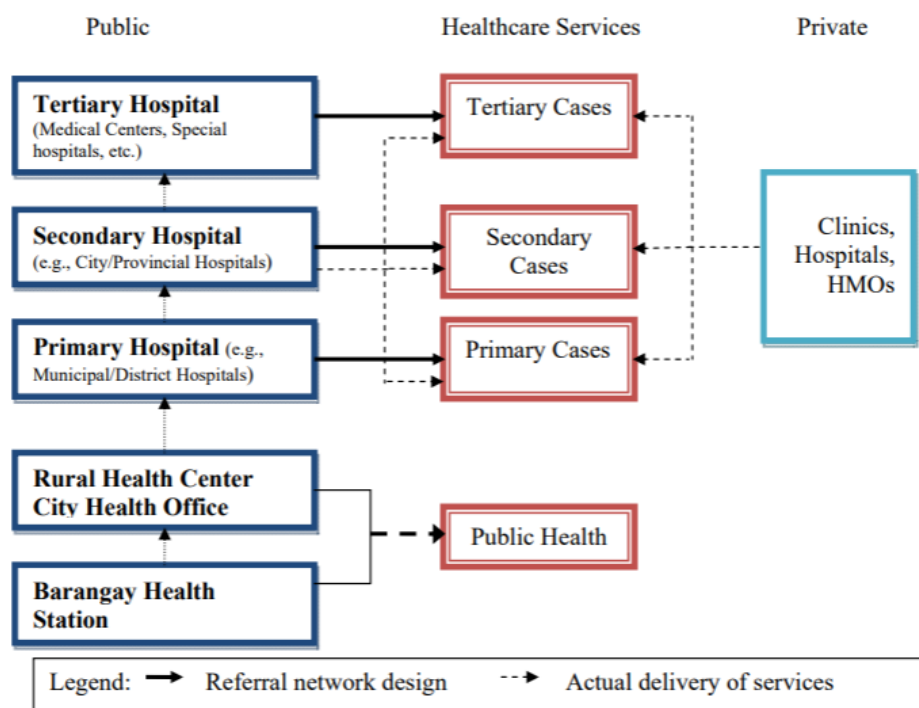 Public Healthcare Services Private
Tertiary Hospital
(Medical Centers, Special
hospitals, etc.)
Tertiary Cases
Secondary Hospital
(e.g., City/Provincial Hospitals)
Secondary
Cases
Clinics,
Hospitals,
HMOs
Primary Hospital (e.g.,
Municipal/District Hospitals)
Primary Cases
Rural Health Center
City Health Office
Public Health
Barangay Health
Station
Legend: Referral network design Actual delivery of services